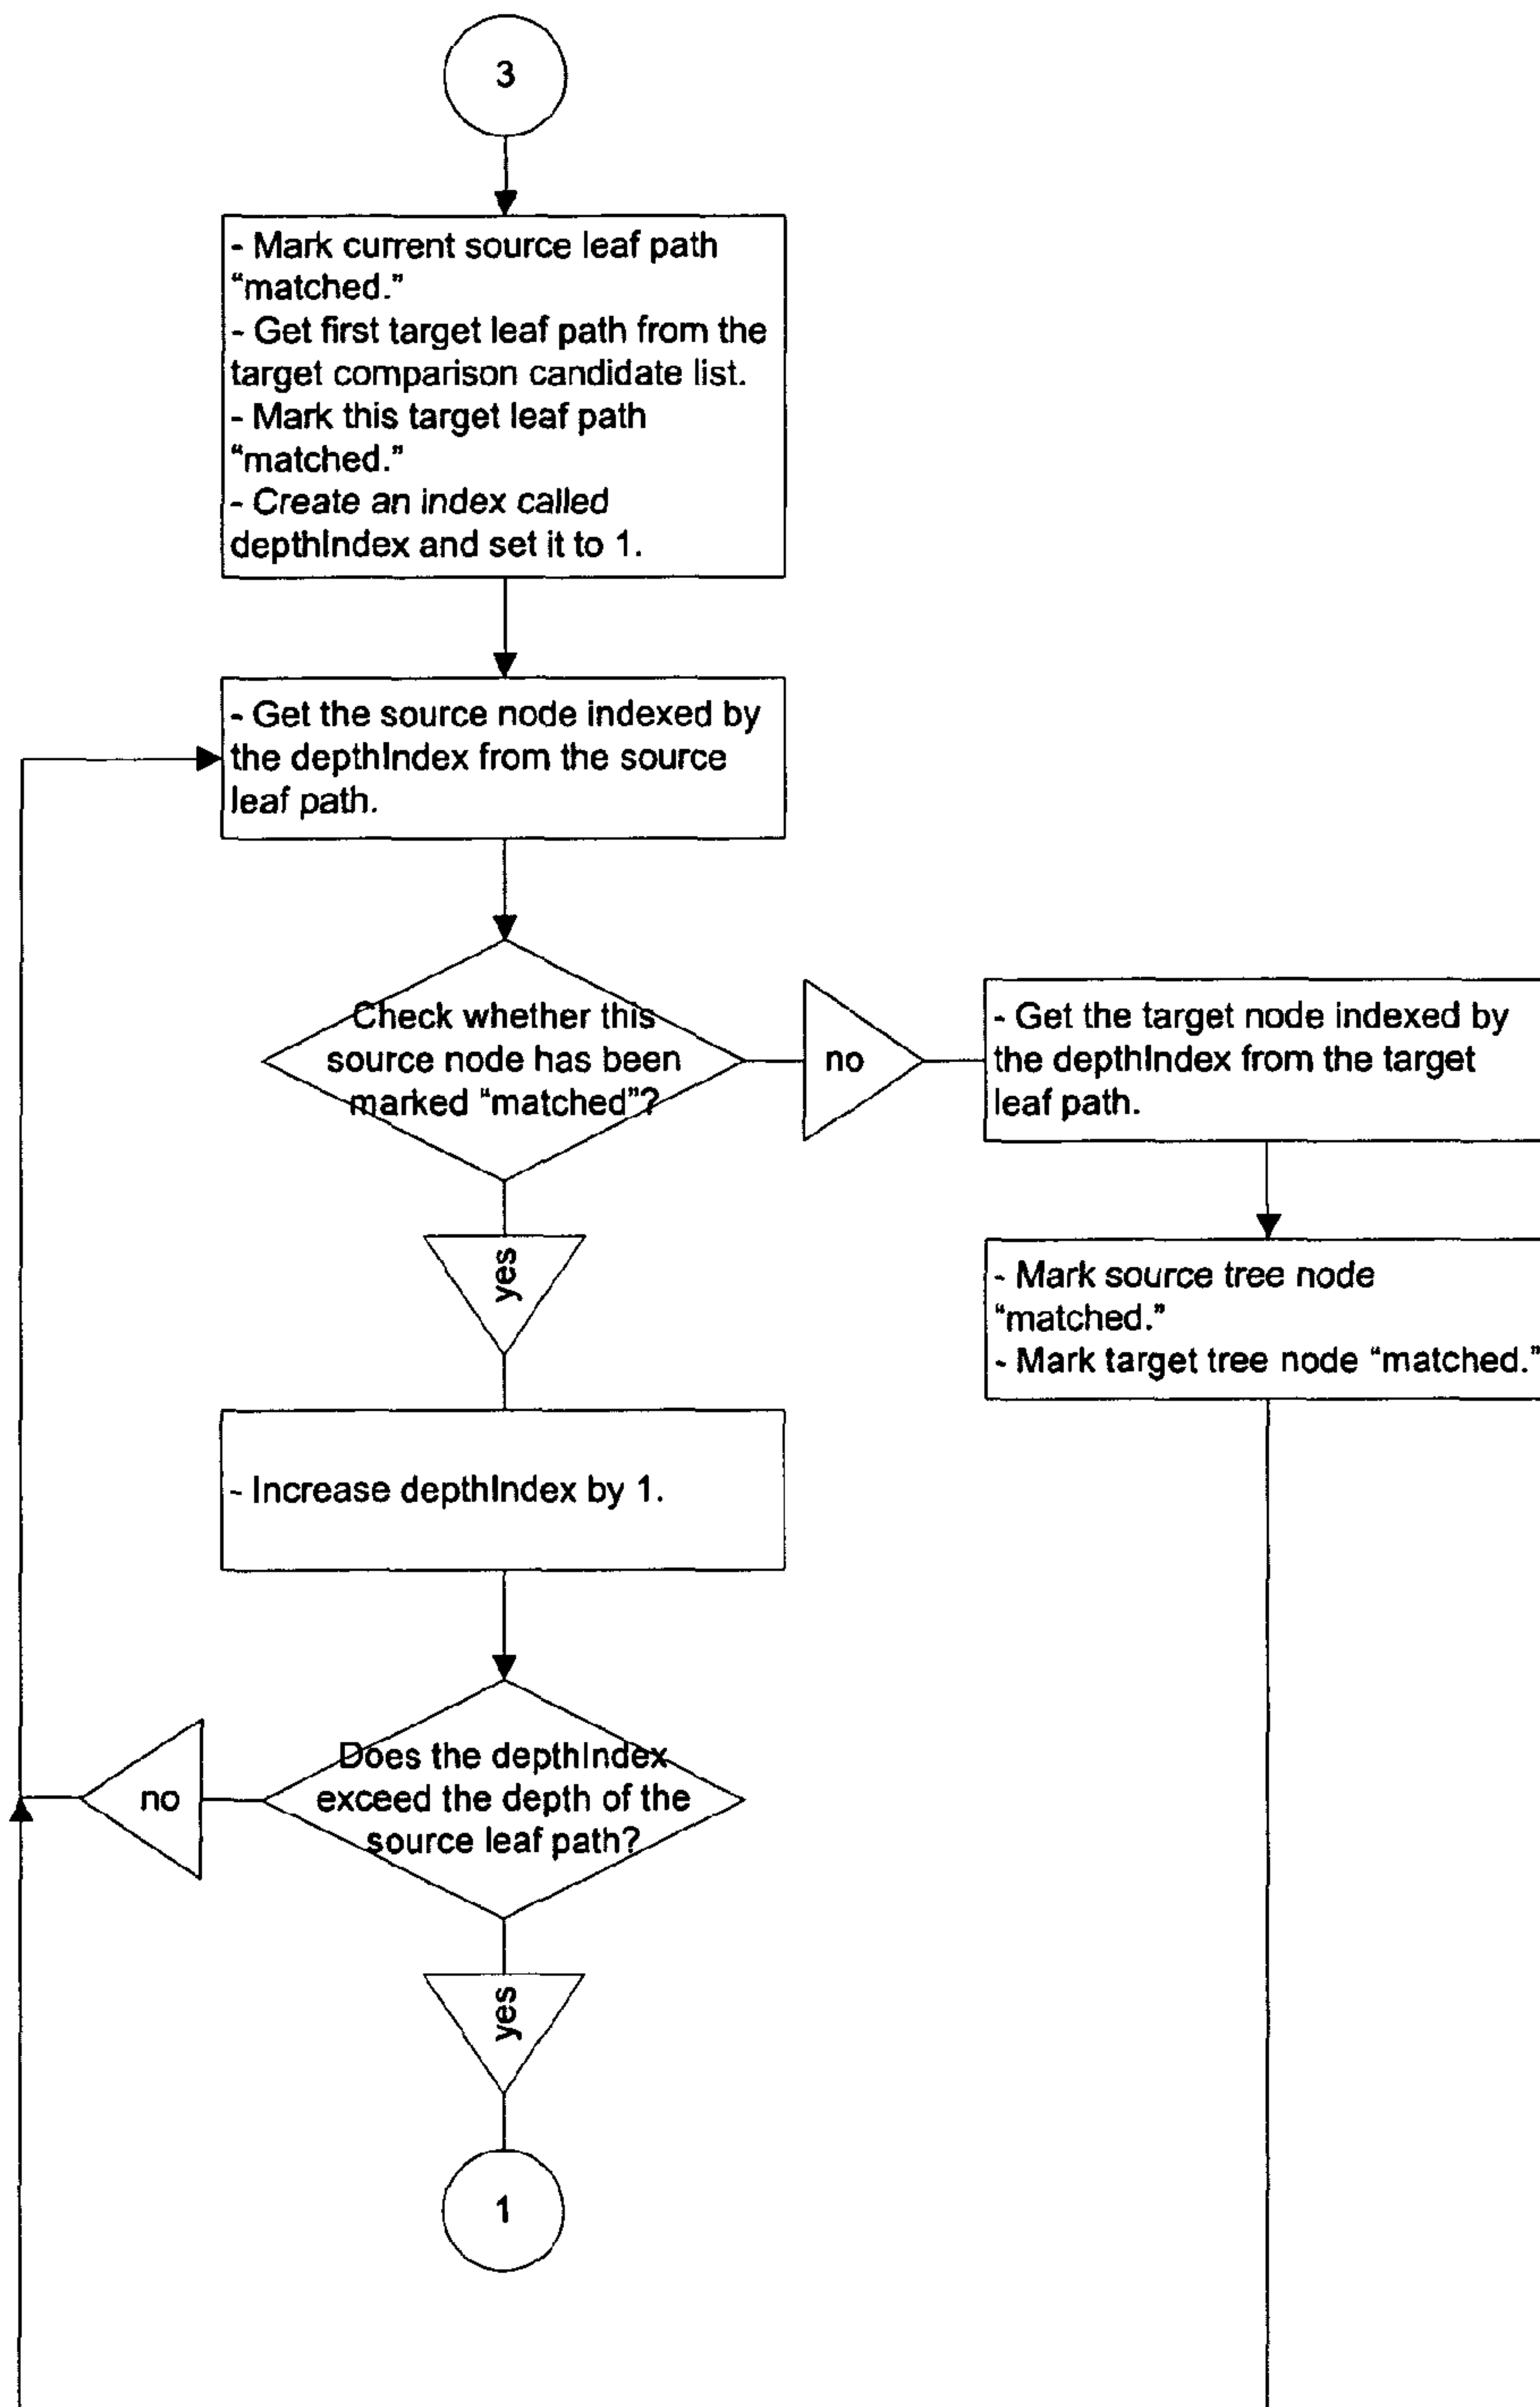 3
- Mark current source leaf path
“matched.”
- Get first target leaf path from the
target comparison candidate list.
- Mark this target leaf path
“matched.”
- Create an index called
depthIndex and set it to 1.
- Get the source node indexed by
the depthIndex from the source
leaf path.
Check whether this
source node has been
marked “matched”?
no
- Get the target node indexed by
the depthIndex from the target
leaf path.
- Mark source tree node
“matched.”
- Mark target tree node “matched.”
yes
- Increase depthIndex by 1.
Does the depthIndex
exceed the depth of the
source leaf path?
no
yes
1